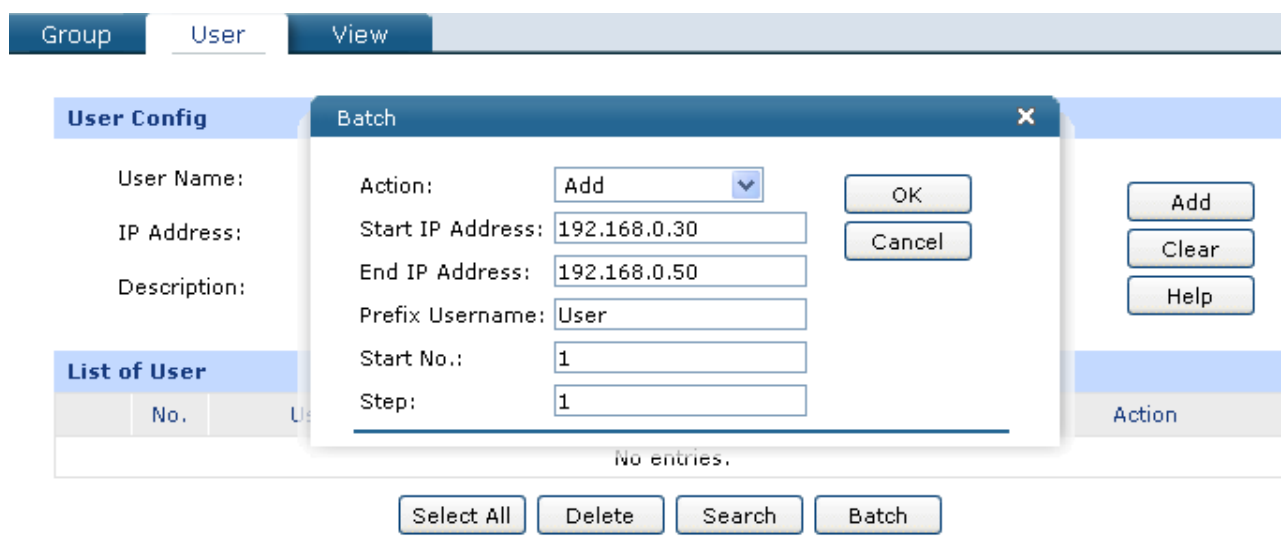 Group User View
User Config
Batch
User Name:
IP Address:
Description:
Action: Add
Start IP Address: 192.168.0.30
End IP Address: 192.168.0.50
Prefix Username: User
Start No.: 1
Step: 1
OK
Cancel
Add
Clear
Help
List of User
No. Action
No entries.
Select All Delete Search Batch